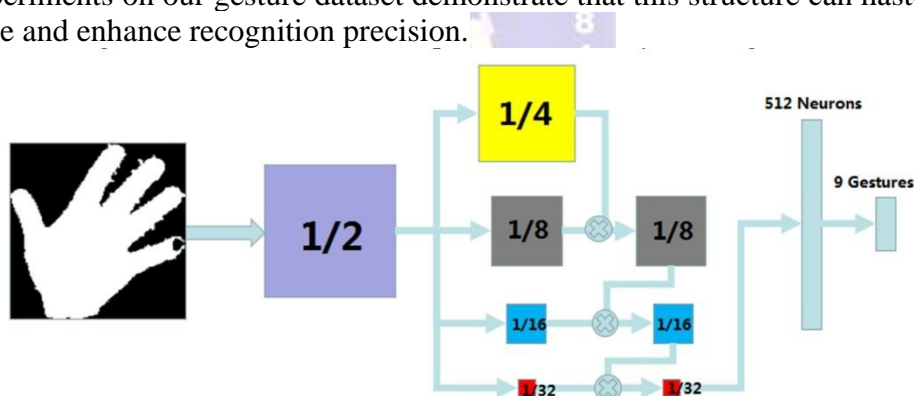 periments on our gesture dataset demonstrate that this structure can
e and enhance recognition precision.
8
1/4
512 Neurons
9 Gestures
1/2
1/8
1/8
1/16
1/16
1/32
1/32